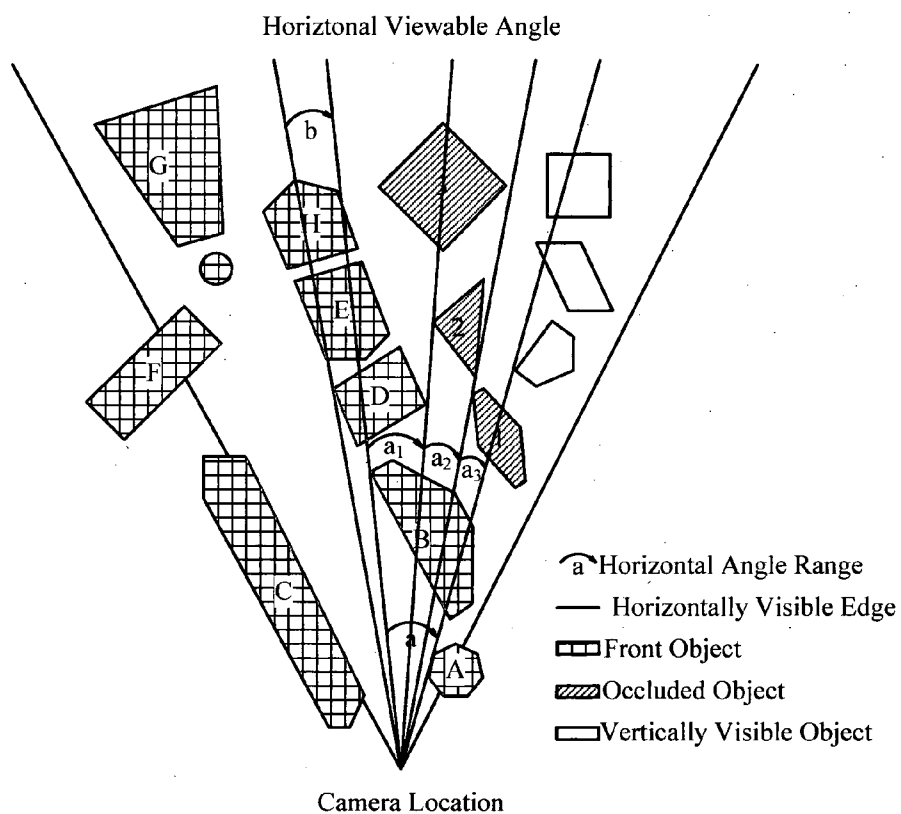 Horiztonal Viewable Angle
b
G
H
E
2
F
D
a₁
a₂
a₃
1
B
C
a Horizontal Angle Range
Horizontally Visible Edge
a
Front Object
A
Occluded Object
Vertically Visible Object
Camera Location